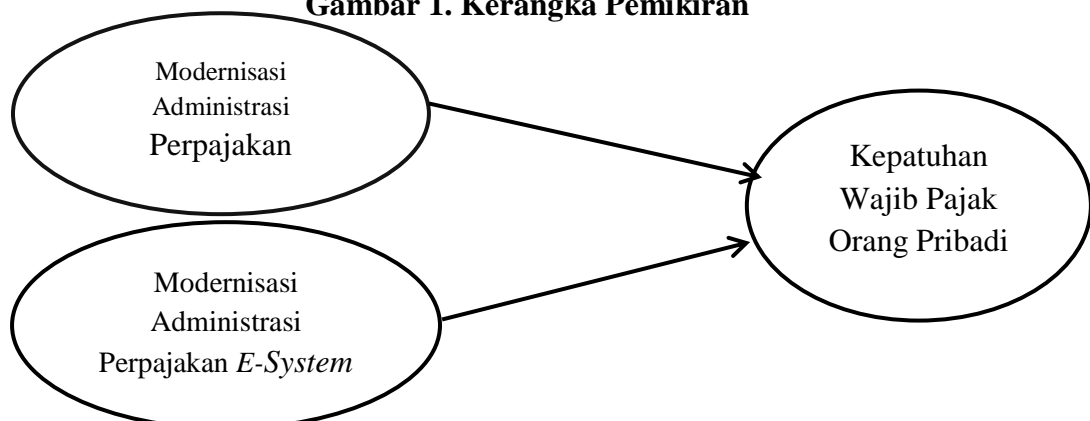 Gambar 1. Kerangka Pemikiran
Modernisasi
Administrasi
Perpajakan
Modernisasi
Administrasi
Perpajakan E-System
Kepatuhan
Wajib Pajak
Orang Pribadi